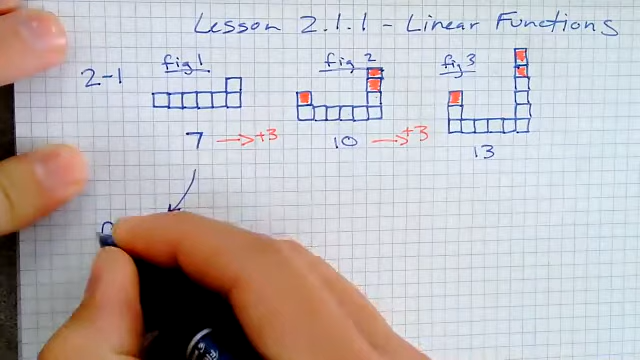 Lesson 2.1.1 - Linear Functions
2-1 fig 1 fig 2 fig 3
7 → +3 10 → +3 13